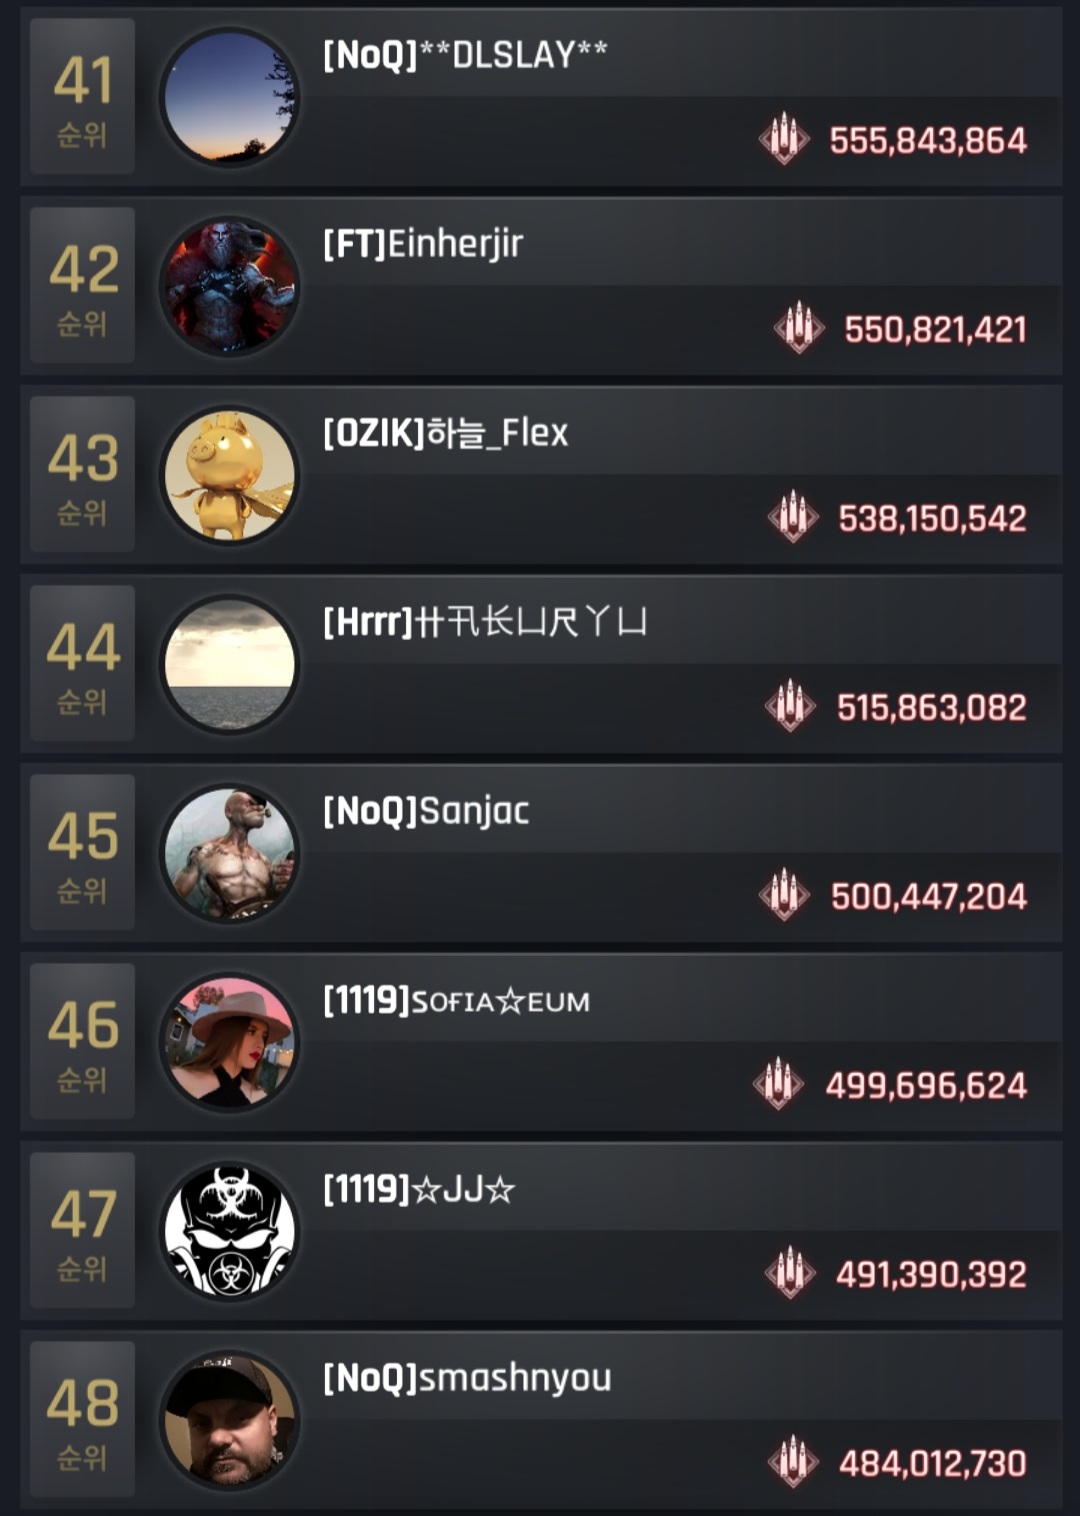 41
순위
[NoQ]**DLSLAY**
555,843,864
42
순위
[FT]Einherjir
550,821,421
43
순위
[OZIK]하늘_Flex
538,150,542
44
순위
[Hrrr]卄卂长凵尺丫凵
515,863,082
45
순위
[NoQ]Sanjac
500,447,204
46
순위
[1119]Sᴏғɪᴀ☆ᴇᴜᴍ
499,696,624
47
순위
[1119]☆JJ☆
491,390,392
48
순위
[NoQ]smashnyou
484,012,730